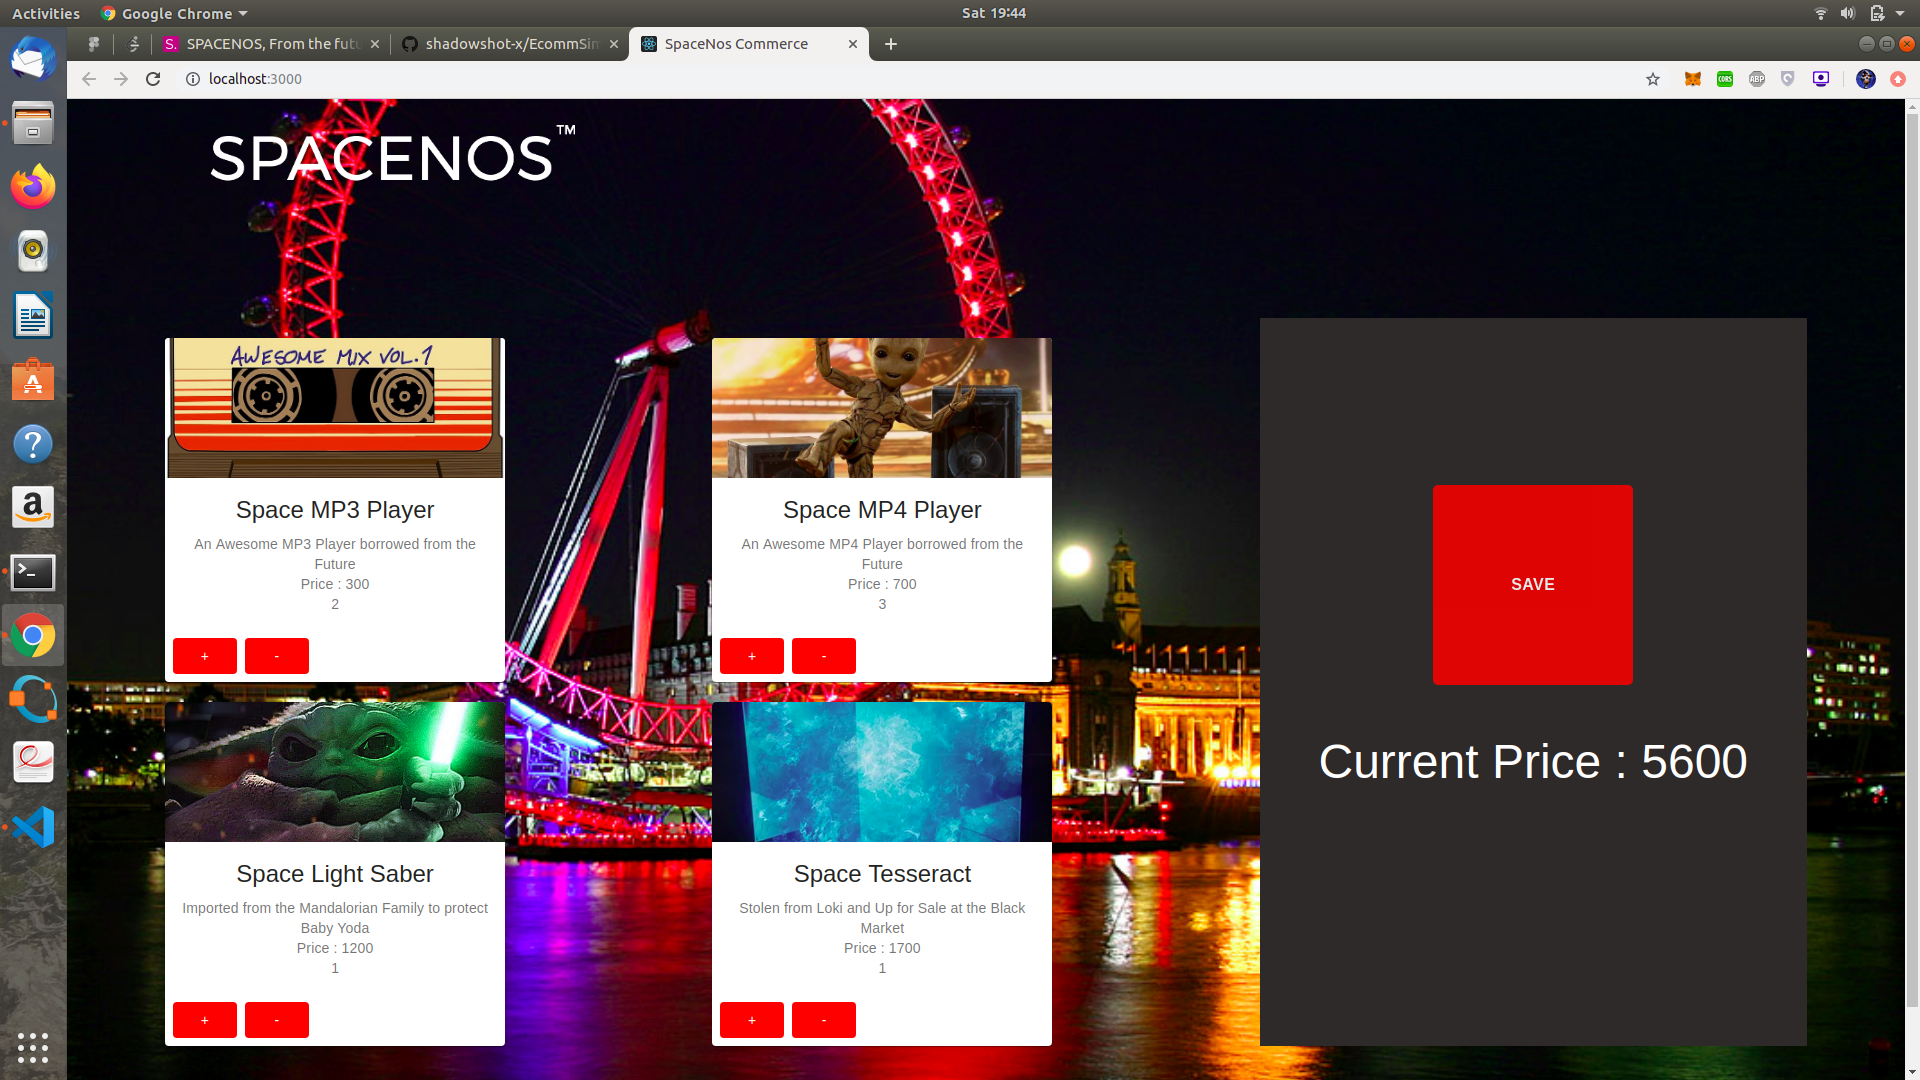 Activities
Google Chrome
Sat 19:44
S.
SPACENOS, From the futu
shadowshot-x/EcommSim
SpaceNos Commerce
localhost:3000
CORS
ABP
SPACENOS™
AWESOME MIX VOL.1
Space MP3 Player
An Awesome MP3 Player borrowed from the
Future
Price : 300
2
+
-
Space MP4 Player
An Awesome MP4 Player borrowed from the
Future
Price : 700
3
+
-
Space Light Saber
Imported from the Mandalorian Family to protect
Baby Yoda
Price : 1200
1
+
-
Space Tesseract
Stolen from Loki and Up for Sale at the Black
Market
Price : 1700
1
+
-
SAVE
Current Price : 5600